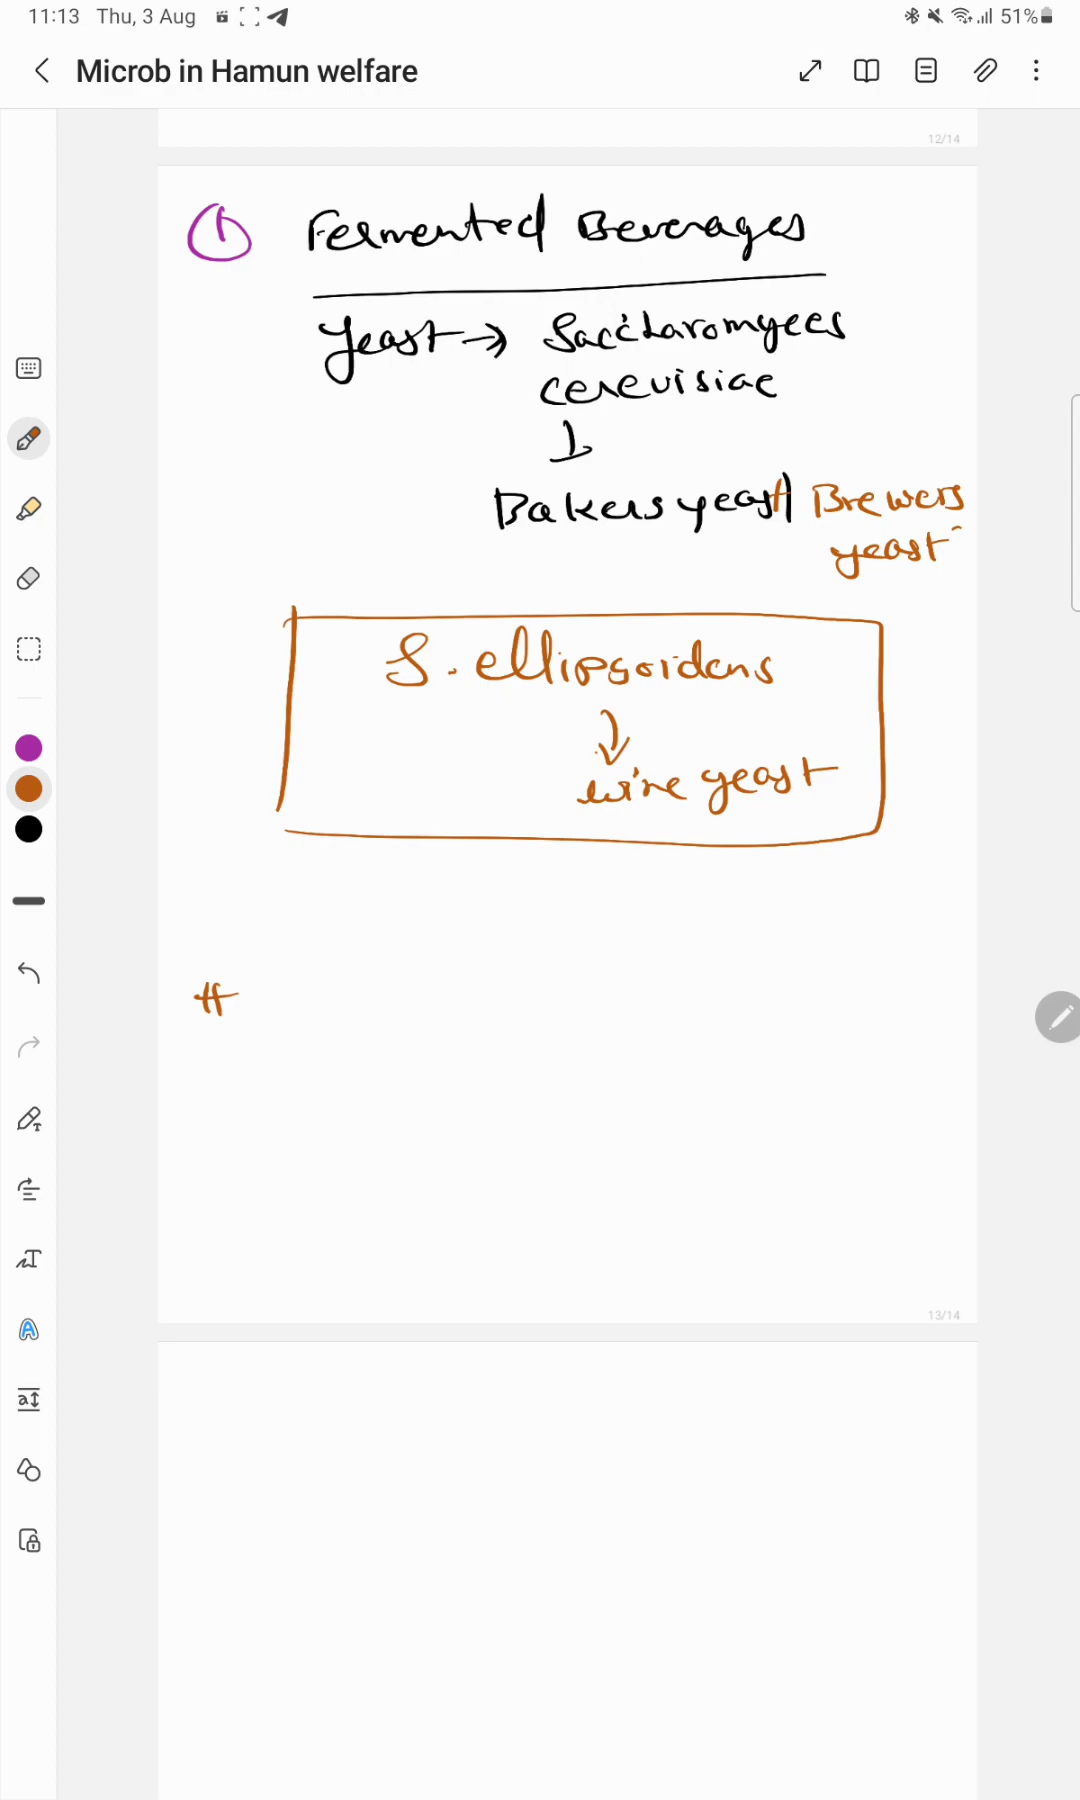 11:13 Thu, 3 Aug 51%
Microb in Hamun welfare
12/14
1 Fermented Beverages
Yeast → Saccharomyces
cerevisiae
↓
Bakers yeast | Brewers
yeast
S. ellipsoidens
↓
wine yeast
#
13/14